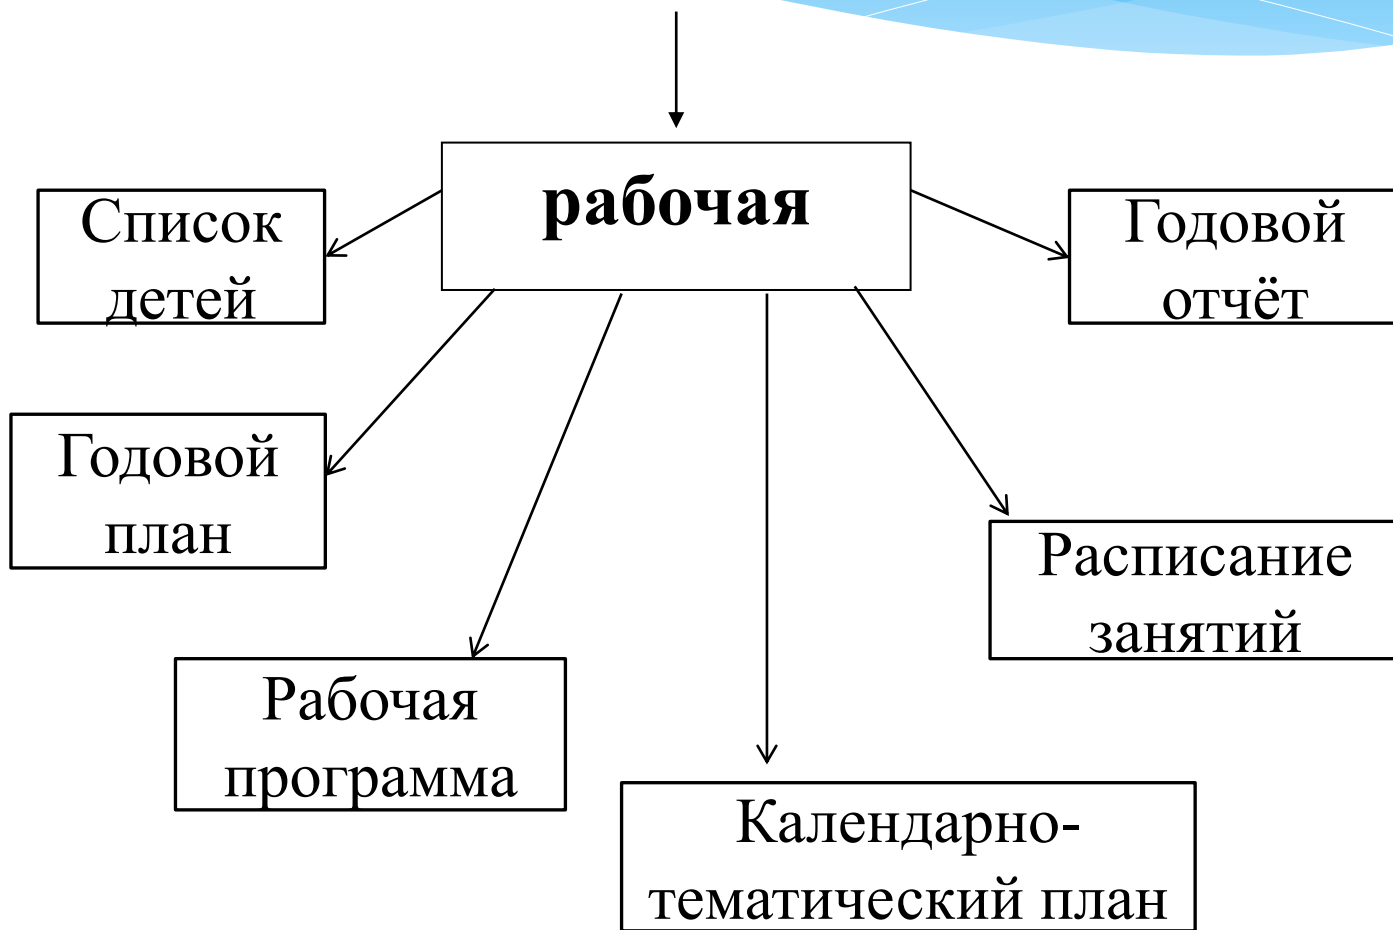 рабочая
Список
детей
Годовой
отчёт
Годовой
план
Расписание
занятий
Рабочая
программа
Календарно-
тематический план